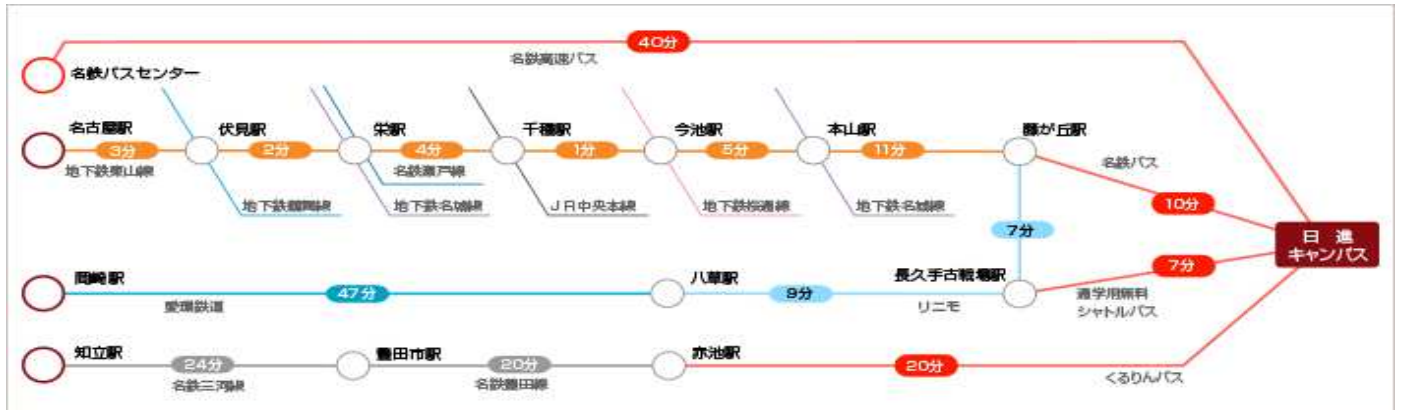 40分
名鉄高速バス
名鉄バスセンター
名古屋駅
伏見駅
栄駅
千種駅
今池駅
本山駅
藤が丘駅
3分
2分
4分
1分
5分
11分
地下鉄東山線
名鉄瀬戸線
名鉄バス
地下鉄鶴舞線
地下鉄名城線
JR中央本線
地下鉄桜通線
地下鉄名城線
10分
7分
日進
キャンパス
岡崎駅
47分
八草駅
9分
長久手古戦場駅
7分
愛環鉄道
リニモ
通学用無料
シャトルバス
知立駅
24分
豊田市駅
20分
赤池駅
20分
名鉄三河線
名鉄豊田線
くるりんバス